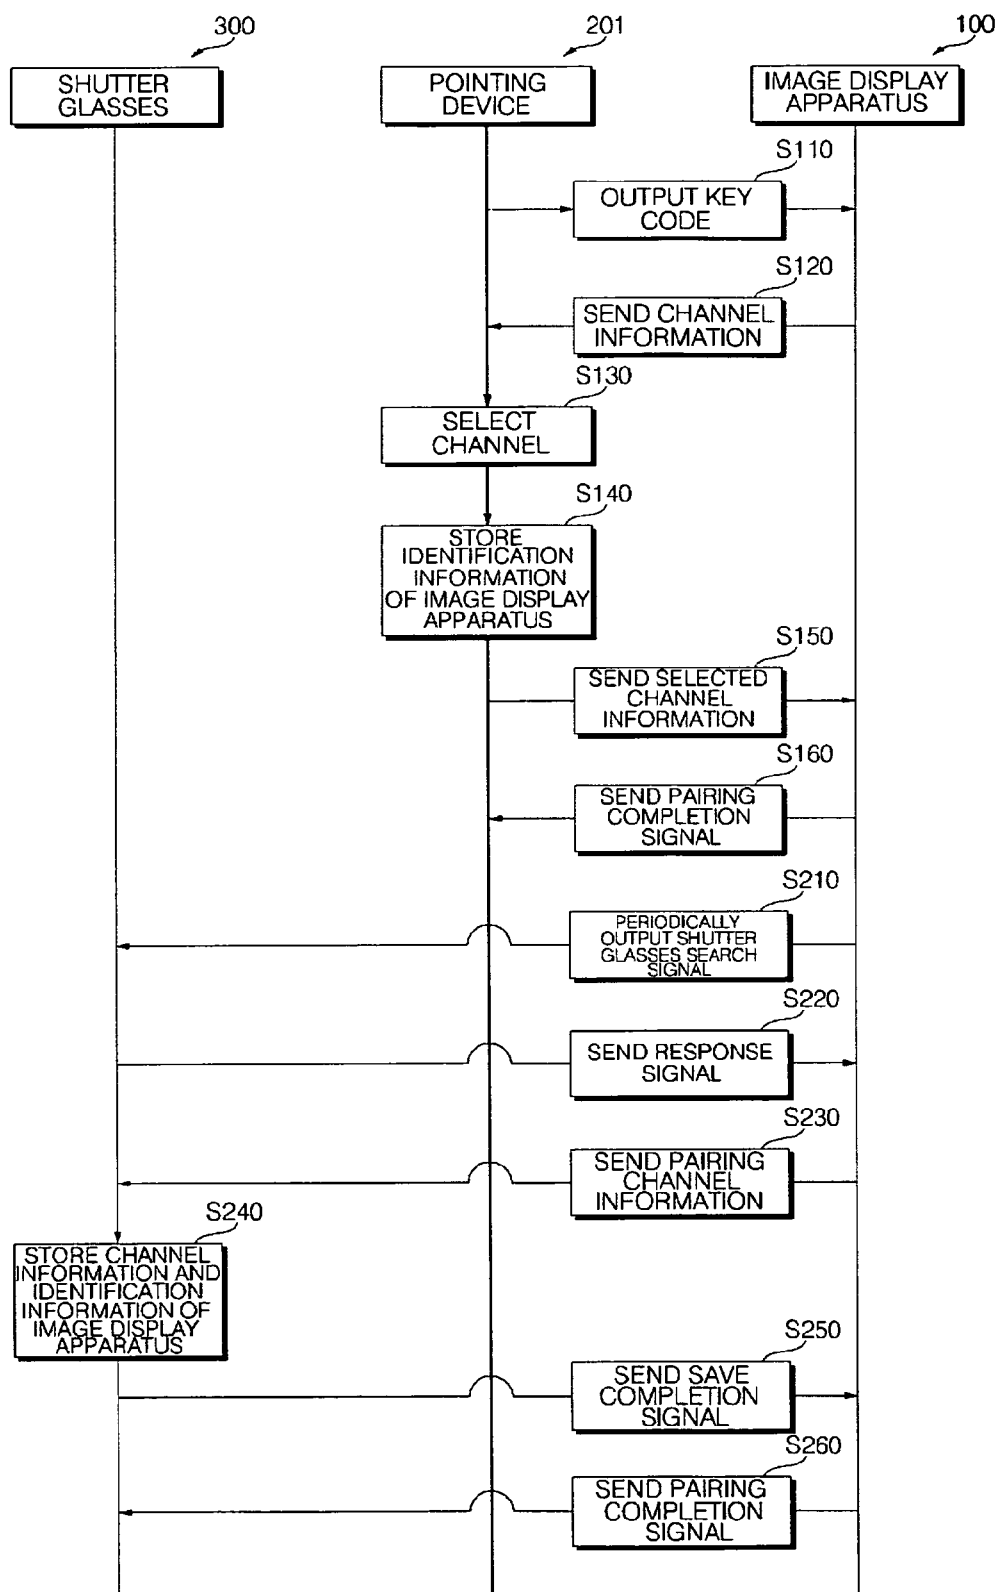 300
201
100
SHUTTER
GLASSES
POINTING
DEVICE
IMAGE DISPLAY
APPARATUS
S110
OUTPUT KEY
CODE
S120
SEND CHANNEL
INFORMATION
S130
SELECT
CHANNEL
S140
STORE
IDENTIFICATION
INFORMATION
OF IMAGE DISPLAY
APPARATUS
S150
SEND SELECTED
CHANNEL
INFORMATION
S160
SEND PAIRING
COMPLETION
SIGNAL
S210
PERIODICALLY
OUTPUT SHUTTER
GLASSES SEARCH
SIGNAL
S220
SEND RESPONSE
SIGNAL
S230
SEND PAIRING
CHANNEL
INFORMATION
S240
STORE CHANNEL
INFORMATION AND
IDENTIFICATION
INFORMATION OF
IMAGE DISPLAY
APPARATUS
S250
SEND SAVE
COMPLETION
SIGNAL
S260
SEND PAIRING
COMPLETION
SIGNAL